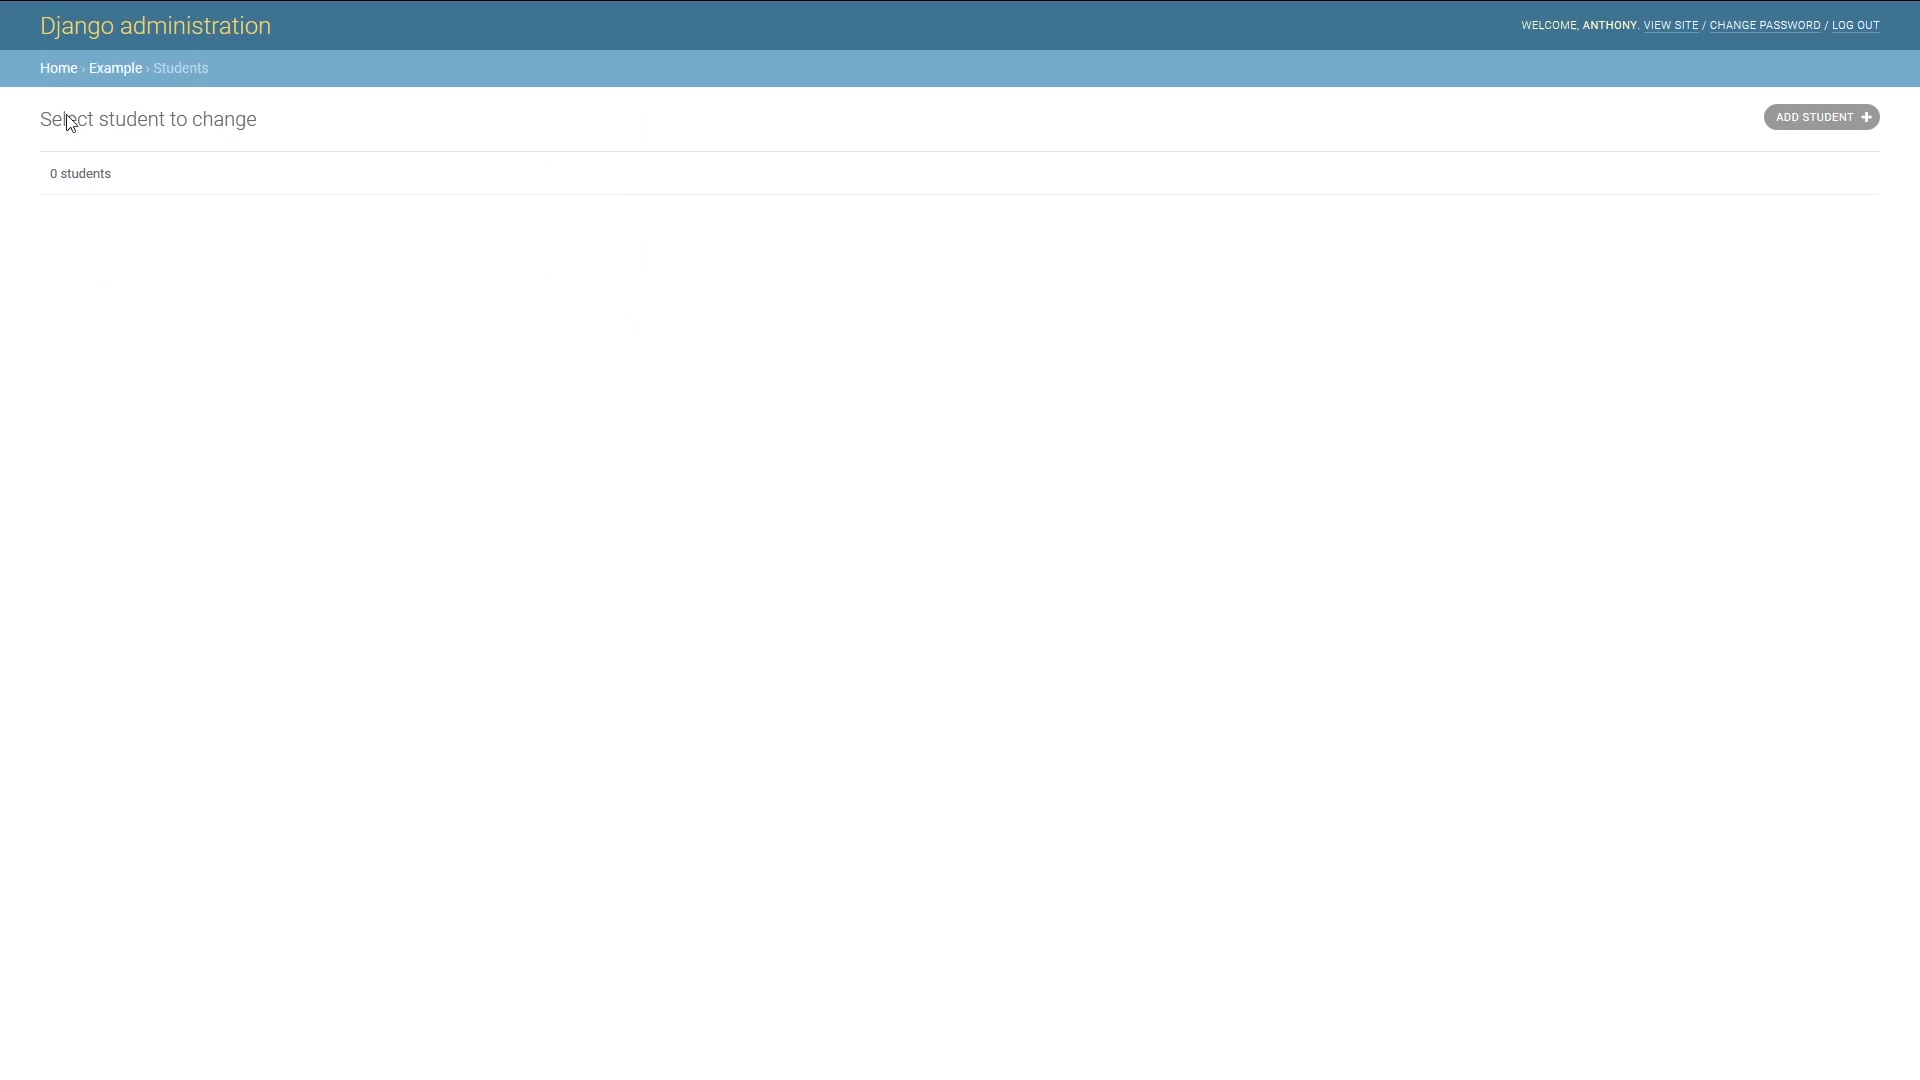 Django administration
WELCOME, ANTHONY. VIEW SITE / CHANGE PASSWORD / LOG OUT
Home › Example › Students
Select student to change
ADD STUDENT +
0 students